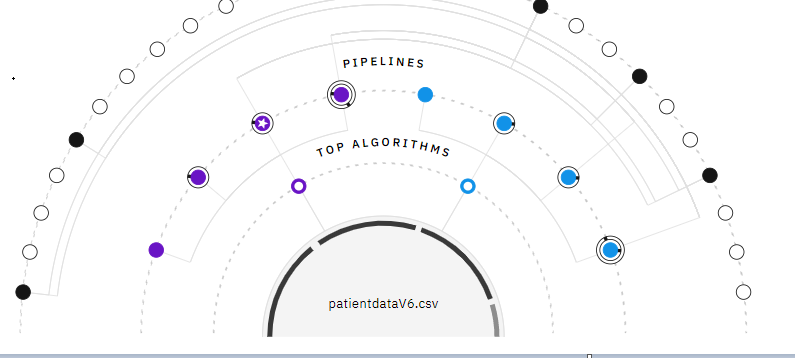 PIPELINES
TOP ALGORITHMS
patientdataV6.csv